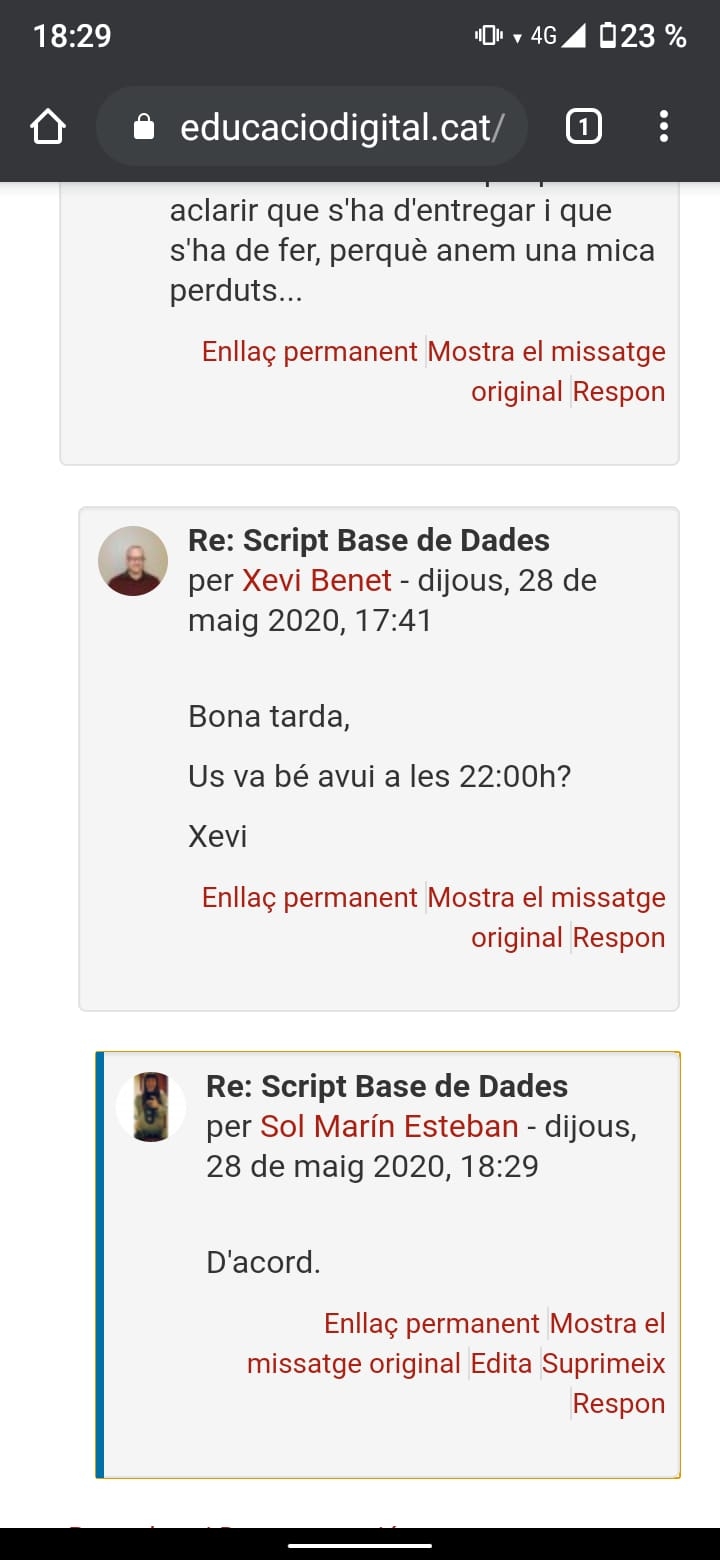 18:29
4G 23 %
educaciodigital.cat/
1
aclarir que s'ha d'entregar i que
s'ha de fer, perquè anem una mica
perduts...
Enllaç permanent Mostra el missatge
original Respon
Re: Script Base de Dades
per Xevi Benet - dijous, 28 de
maig 2020, 17:41
Bona tarda,
Us va bé avui a les 22:00h?
Xevi
Enllaç permanent Mostra el missatge
original Respon
Re: Script Base de Dades
per Sol Marín Esteban - dijous,
28 de maig 2020, 18:29
D'acord.
Enllaç permanent Mostra el
missatge original Edita Suprimeix
Respon